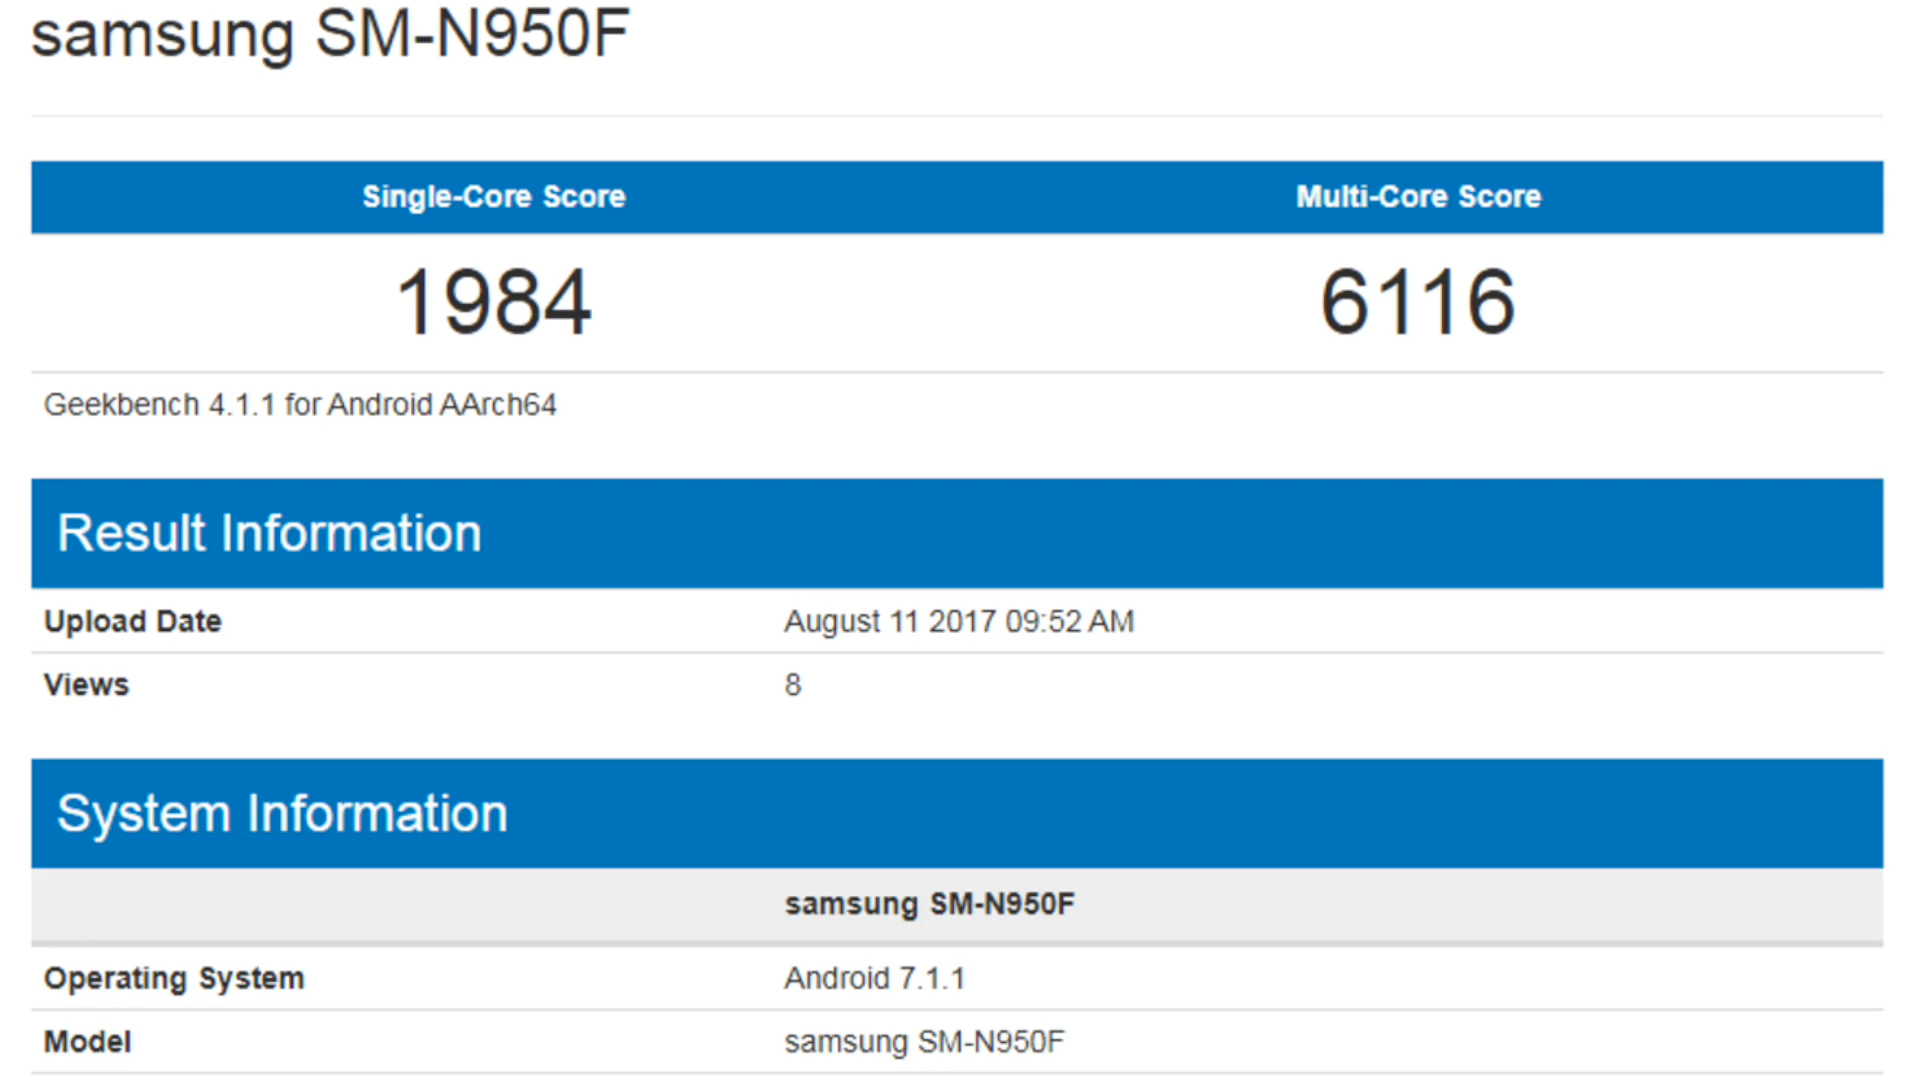 samsung SM-N950F
Single-Core Score Multi-Core Score
1984 6116
Geekbench 4.1.1 for Android AArch64
Result Information
Upload Date August 11 2017 09:52 AM
Views 8
System Information
samsung SM-N950F
Operating System Android 7.1.1
Model samsung SM-N950F